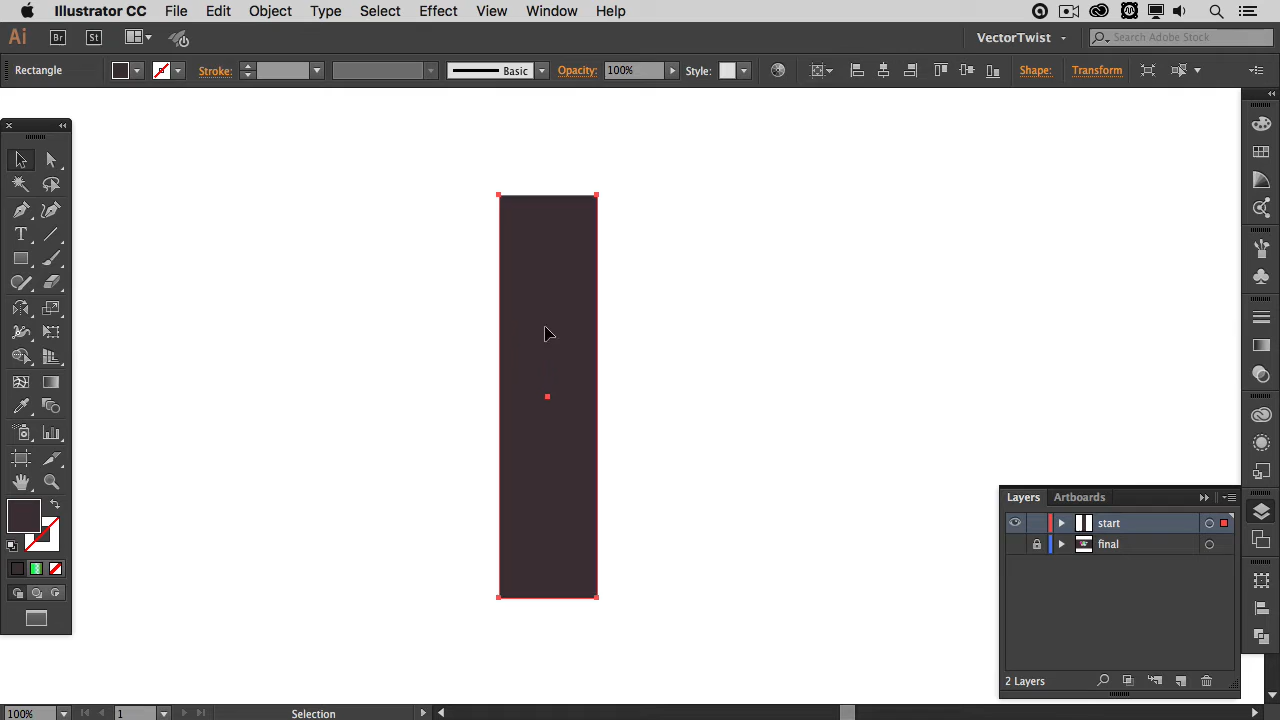 Illustrator CC File Edit Object Type Select Effect View Window Help
Ai Br St VectorTwist Search Adobe Stock
Rectangle Stroke: Basic Opacity: 100% Style: Shape: Transform
T
Layers Artboards
start
final
2 Layers
100% 1 Selection